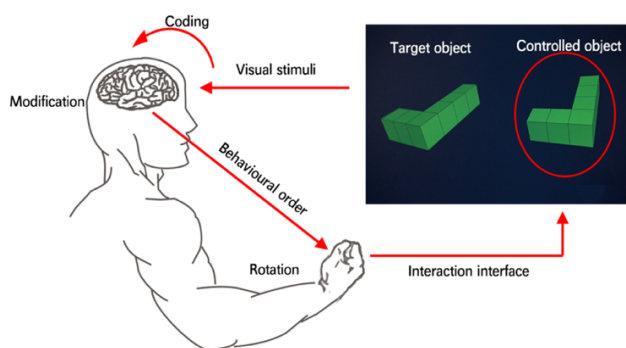 Coding
Target object
Controlled object
Visual stimuli
Modification
Behavioural order
Rotation
Interaction interface